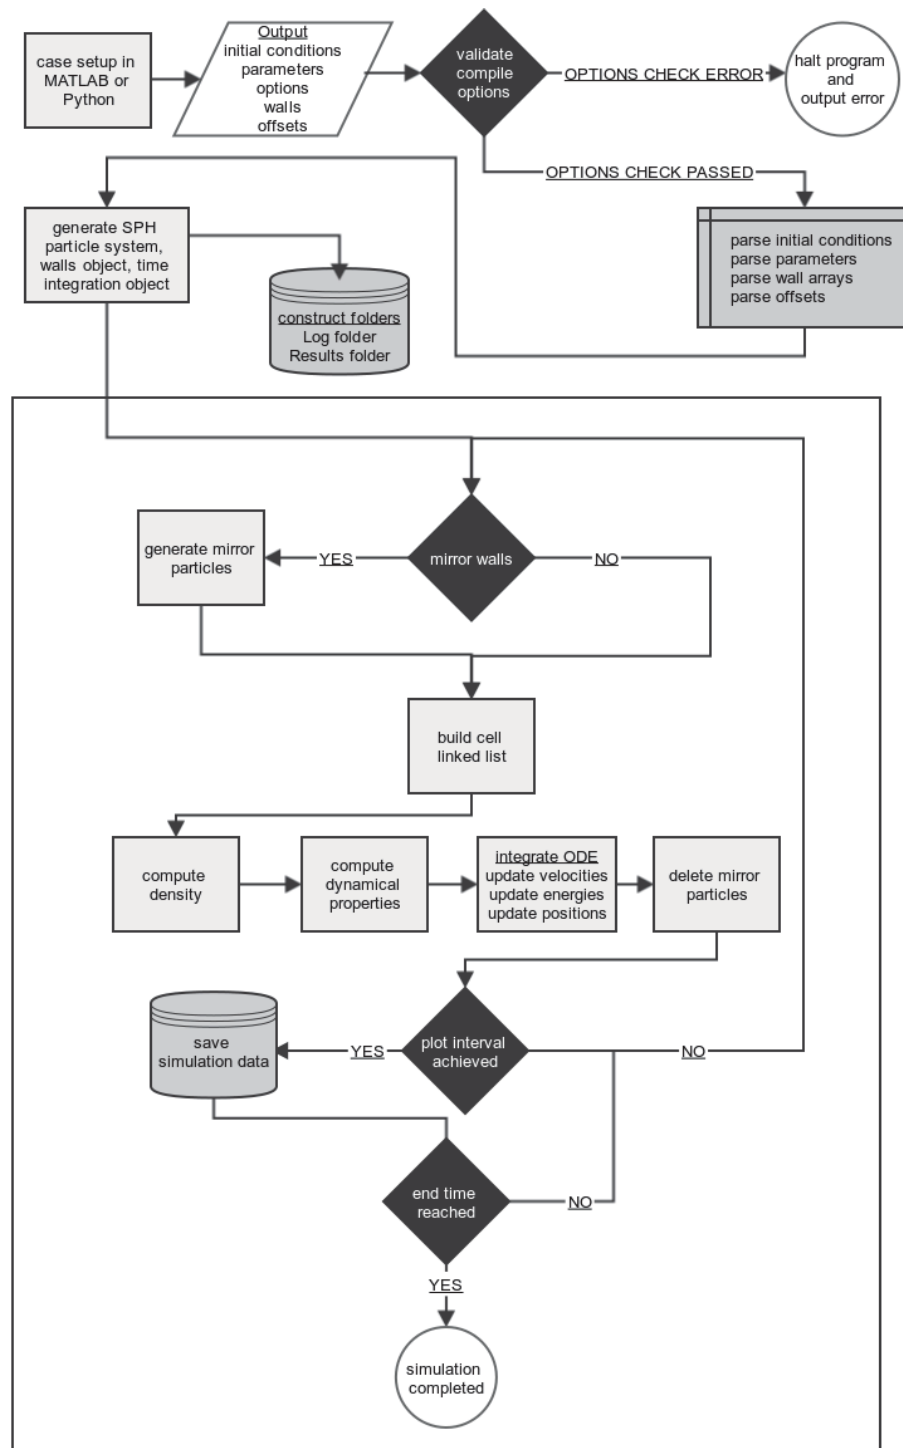 case setup in
MATLAB or
Python
Output
initial conditions
parameters
options
walls
offsets
validate
compile
options
OPTIONS CHECK ERROR
halt program
and
output error
OPTIONS CHECK PASSED
generate SPH
particle system,
walls object, time
integration object
construct folders
Log folder
Results folder
parse initial conditions
parse parameters
parse wall arrays
parse offsets
generate mirror
particles
YES
mirror walls
NO
build cell
linked list
compute
density
compute
dynamical
properties
integrate ODE
update velocities
update energies
update positions
delete mirror
particles
save
simulation data
YES
plot interval
achieved
NO
end time
reached
NO
YES
simulation
completed